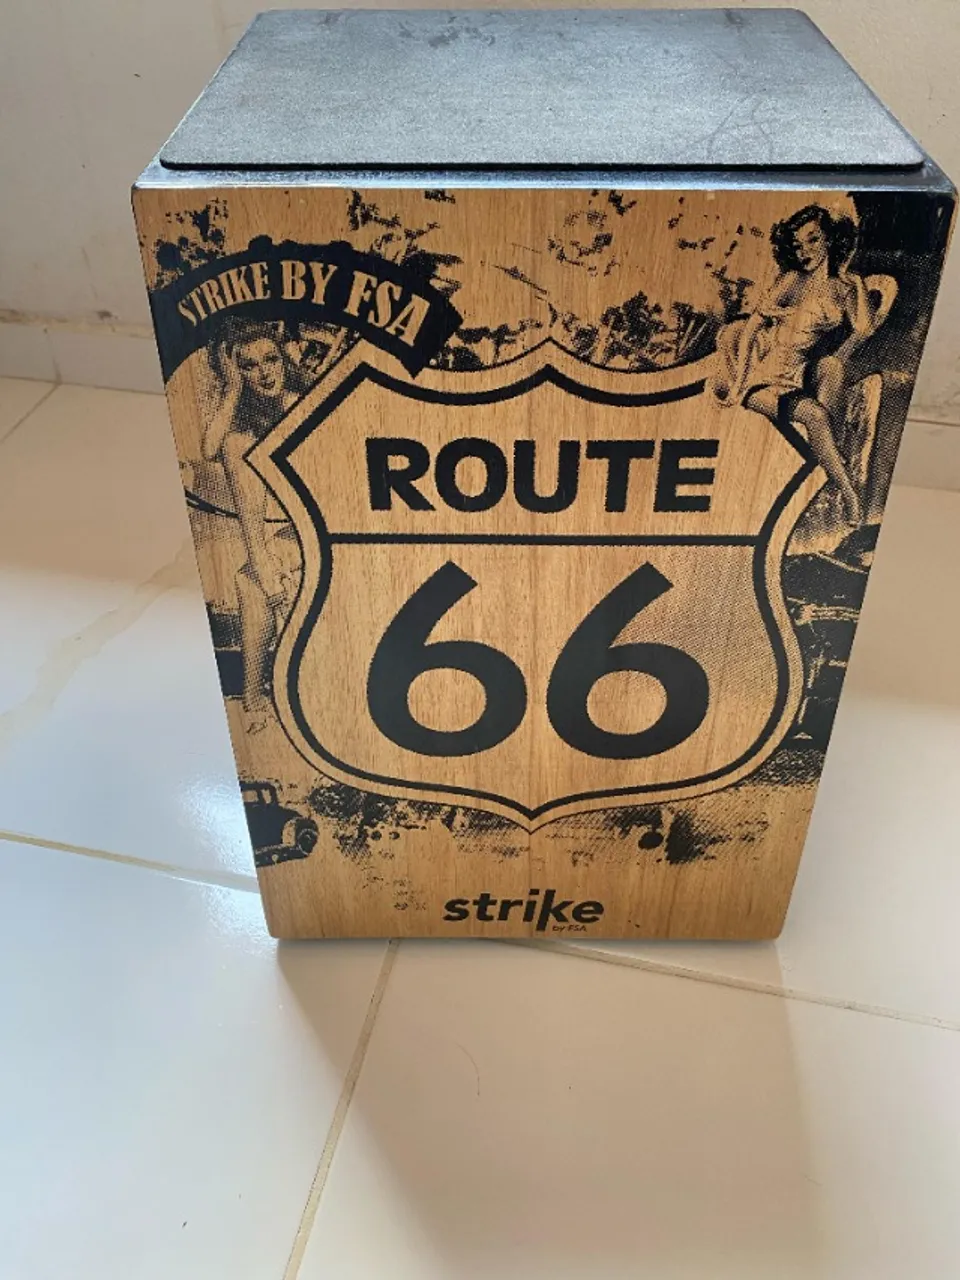 STRIKE BY FSA
ROUTE
66
strike
by FSA